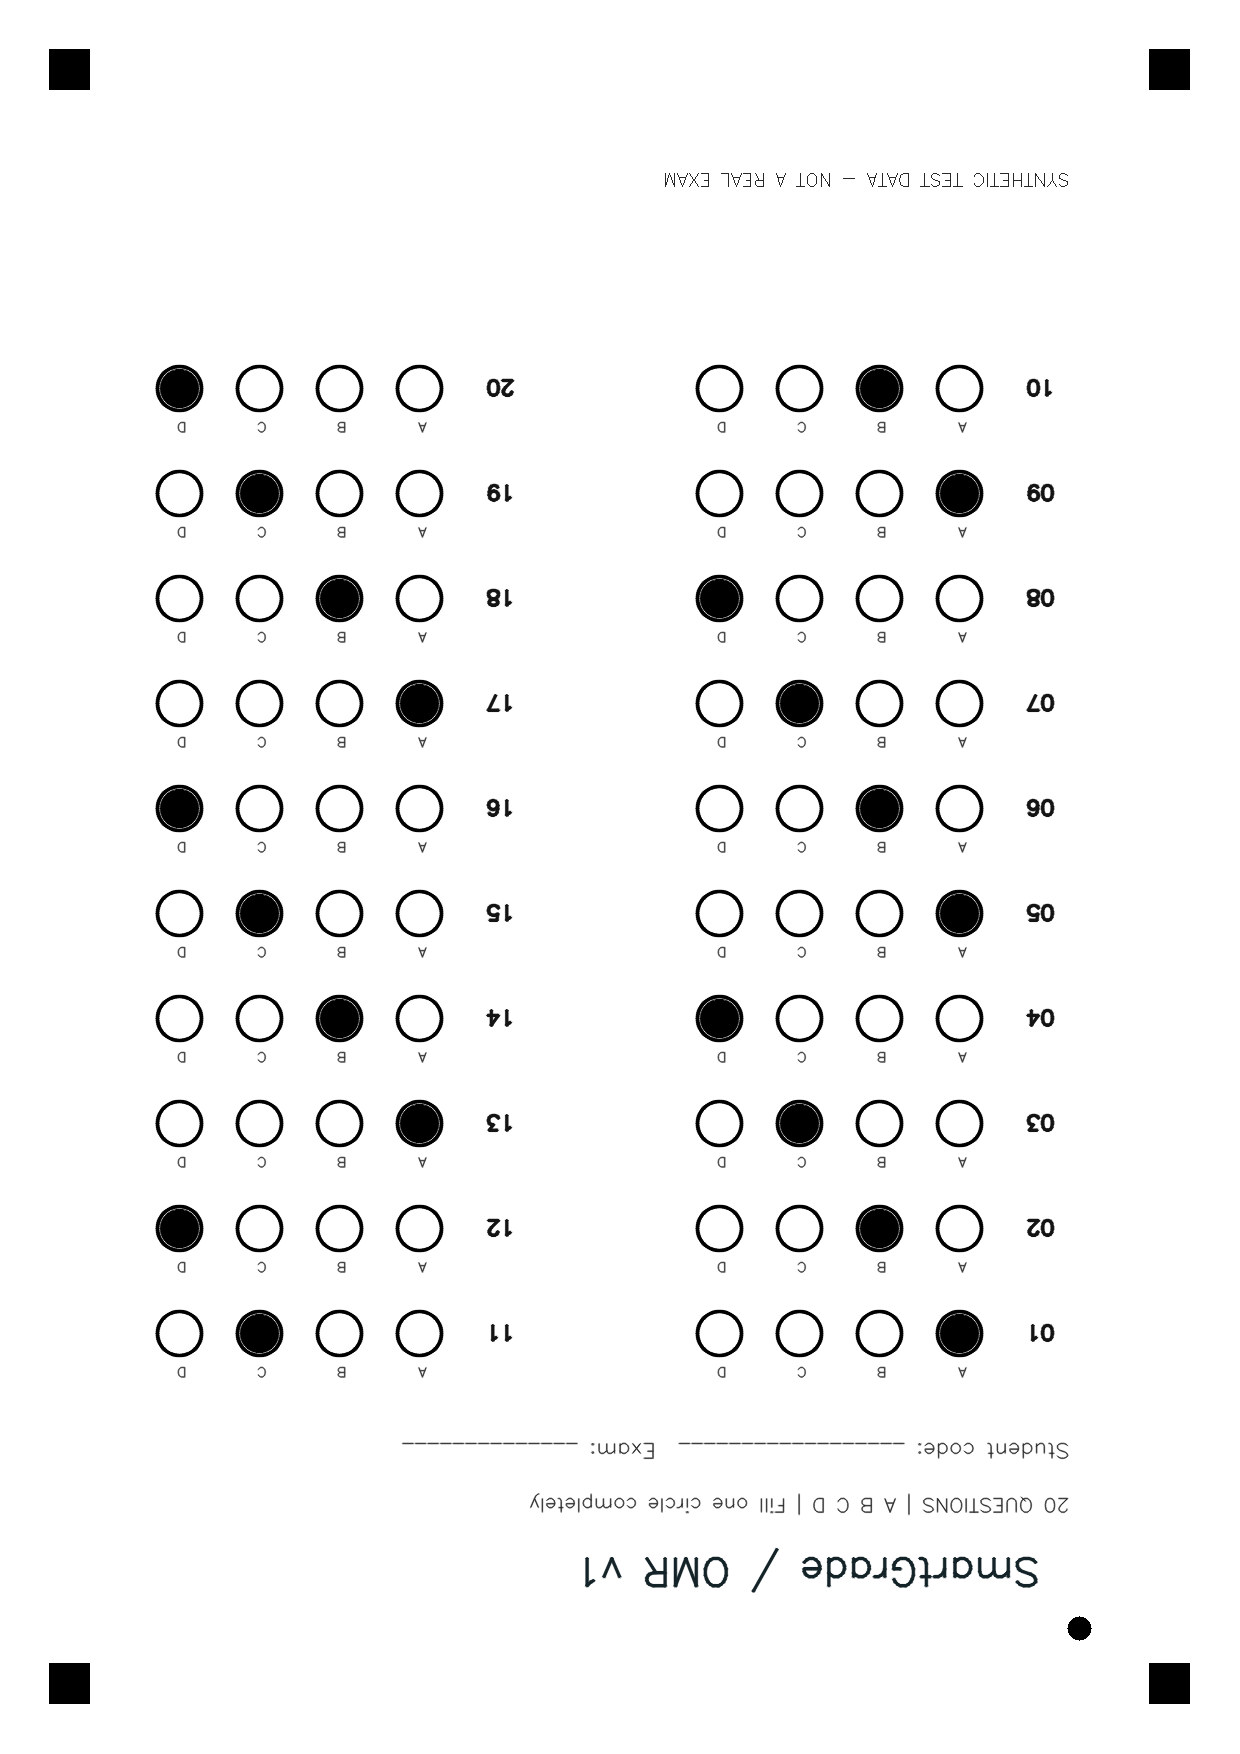 SmartGrade / OMR v1
20 QUESTIONS | A B C D | Fill one circle completely
Student code: __________________ Exam: ______________
A B C D A B C D
01 11
A B C D A B C D
02 12
A B C D A B C D
03 13
A B C D A B C D
04 14
A B C D A B C D
05 15
A B C D A B C D
06 16
A B C D A B C D
07 17
A B C D A B C D
08 18
A B C D A B C D
09 19
A B C D A B C D
10 20
SYNTHETIC TEST DATA — NOT A REAL EXAM